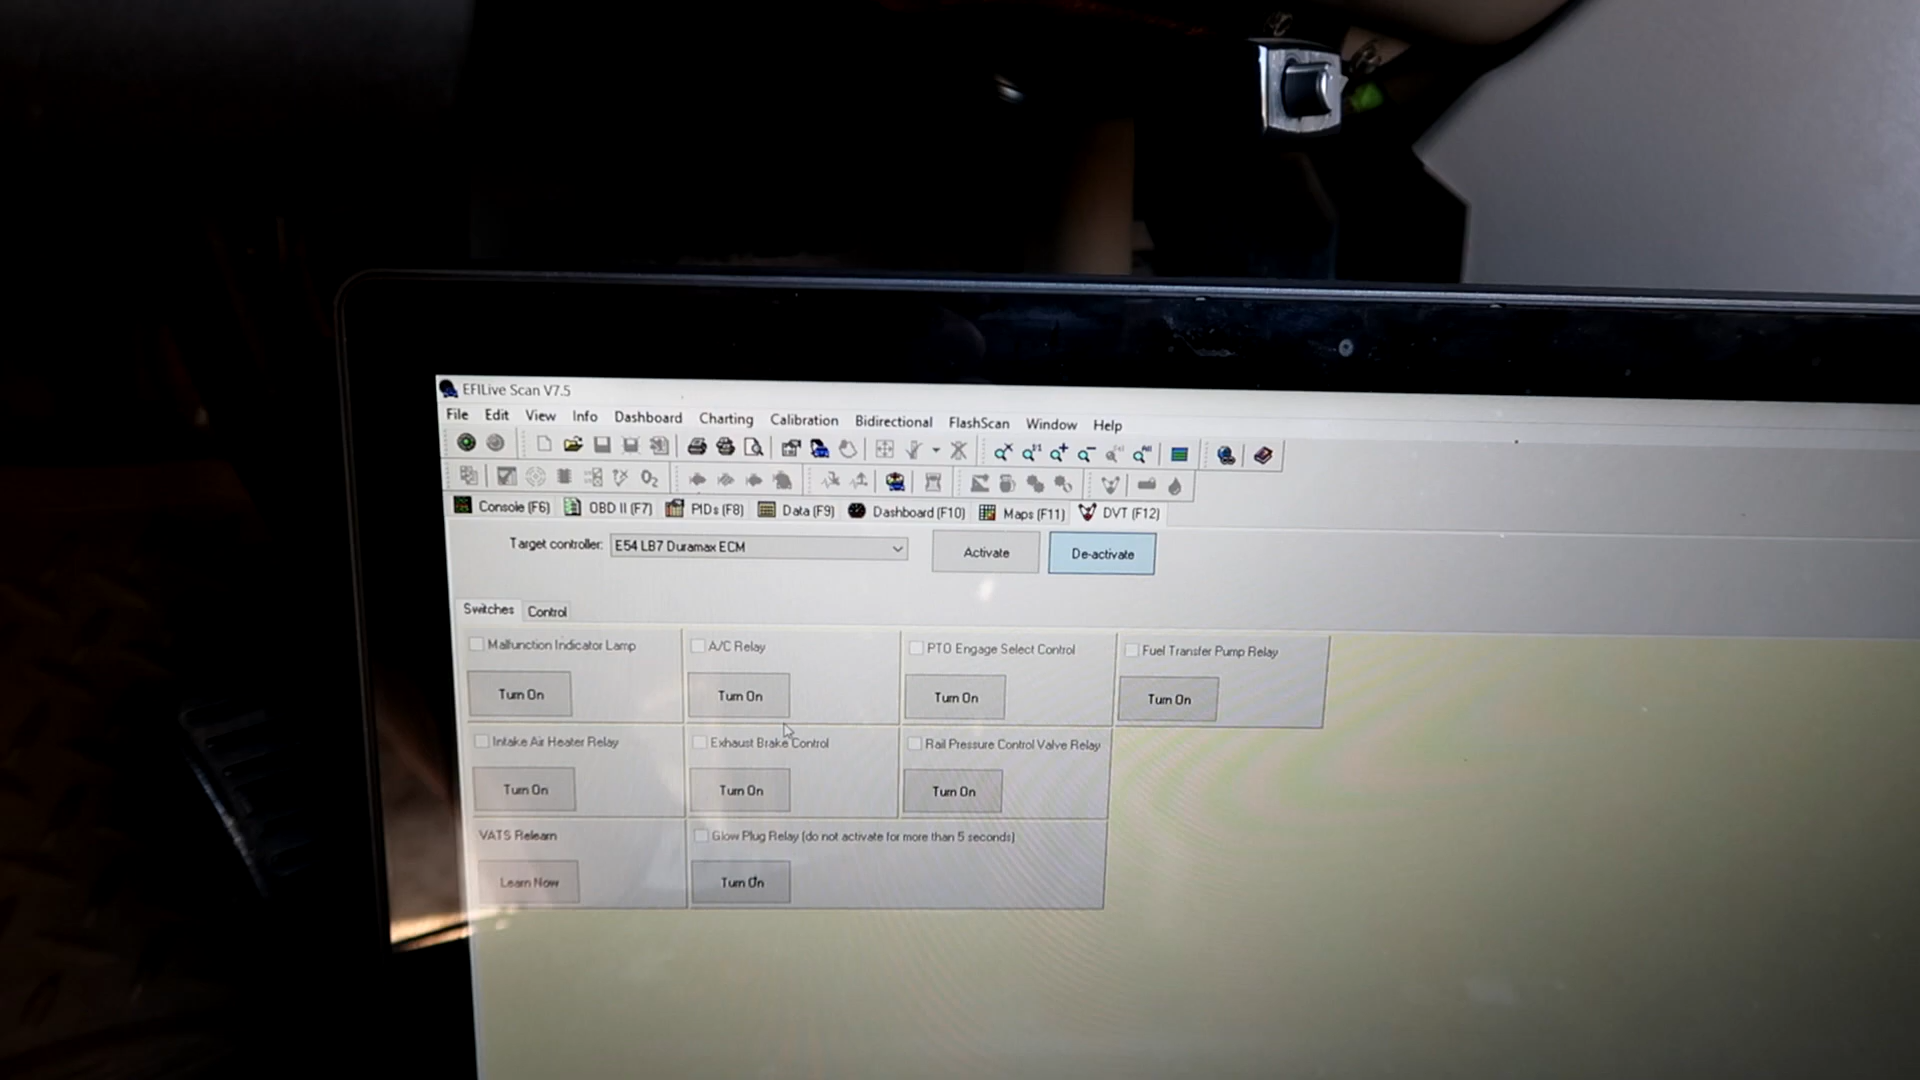 EFILive Scan V7.5
File Edit View Info Dashboard Charting Calibration Bidirectional FlashScan Window Help
Console (F6) OBD II (F7) PIDs (F8) Data (F9) Dashboard (F10) Maps (F11) DVT (F12)
Target controller: E54 LB7 Duramax ECM Activate De-activate
Switches Control
Malfunction Indicator Lamp A/C Relay PTO Engage Select Control Fuel Transfer Pump Relay
Turn On Turn On Turn On Turn On
Intake Air Heater Relay Exhaust Brake Control Rail Pressure Control Valve Relay
Turn On Turn On Turn On
VATS Relearn Glow Plug Relay (do not activate for more than 5 seconds)
Learn Now Turn On